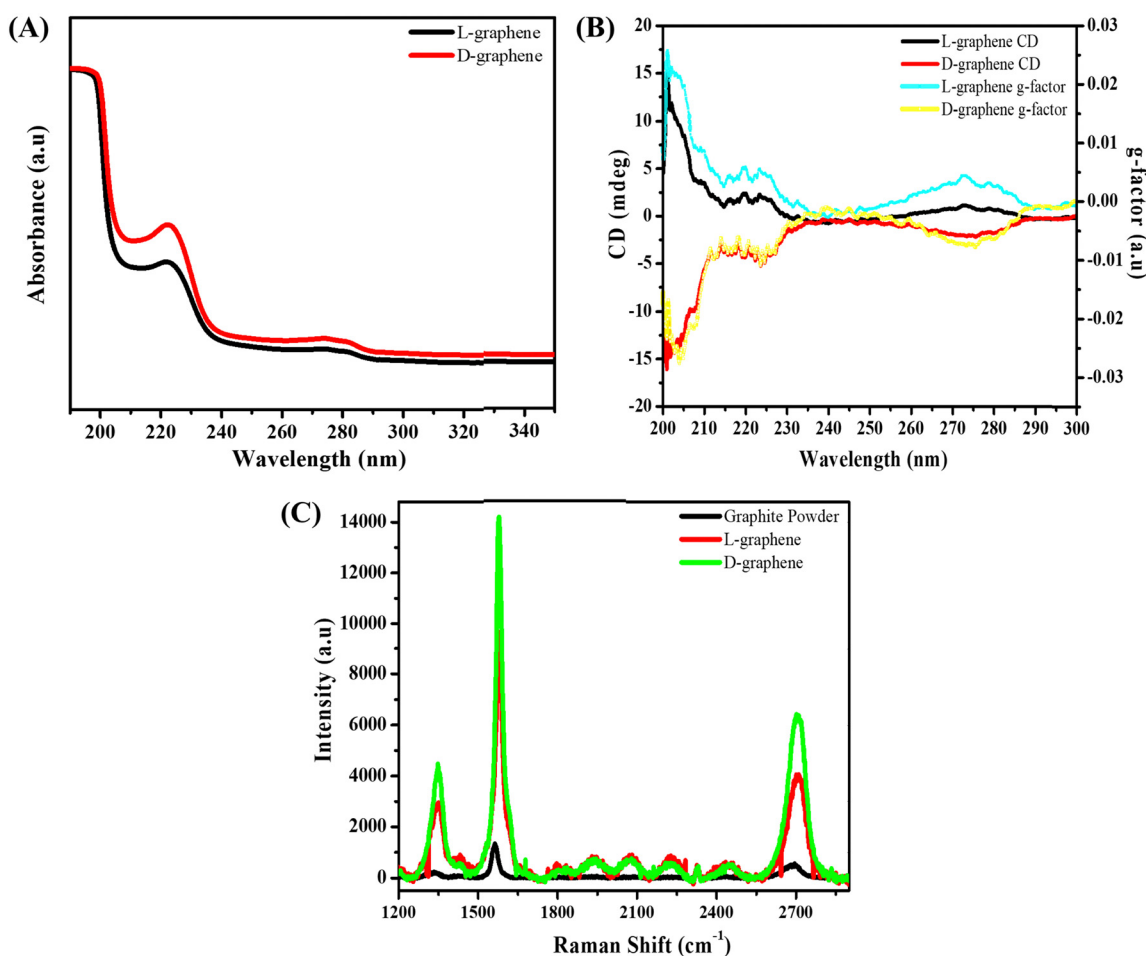 (A)
L-graphene
D-graphene
Absorbance (a.u)
200 220 240 260 280 300 320 340
Wavelength (nm)
(B)
L-graphene CD
D-graphene CD
L-graphene g-factor
D-graphene g-factor
CD (mdeg)
20
15
10
5
0
-5
-10
-15
-20
0.03
0.02
0.01
0.00
-0.01
-0.02
-0.03
g-factor (a.u)
200 210 220 230 240 250 260 270 280 290 300
Wavelength (nm)
(C)
Graphite Powder
L-graphene
D-graphene
Intensity (a.u)
14000
12000
10000
8000
6000
4000
2000
0
1200 1500 1800 2100 2400 2700
Raman Shift (cm⁻¹)